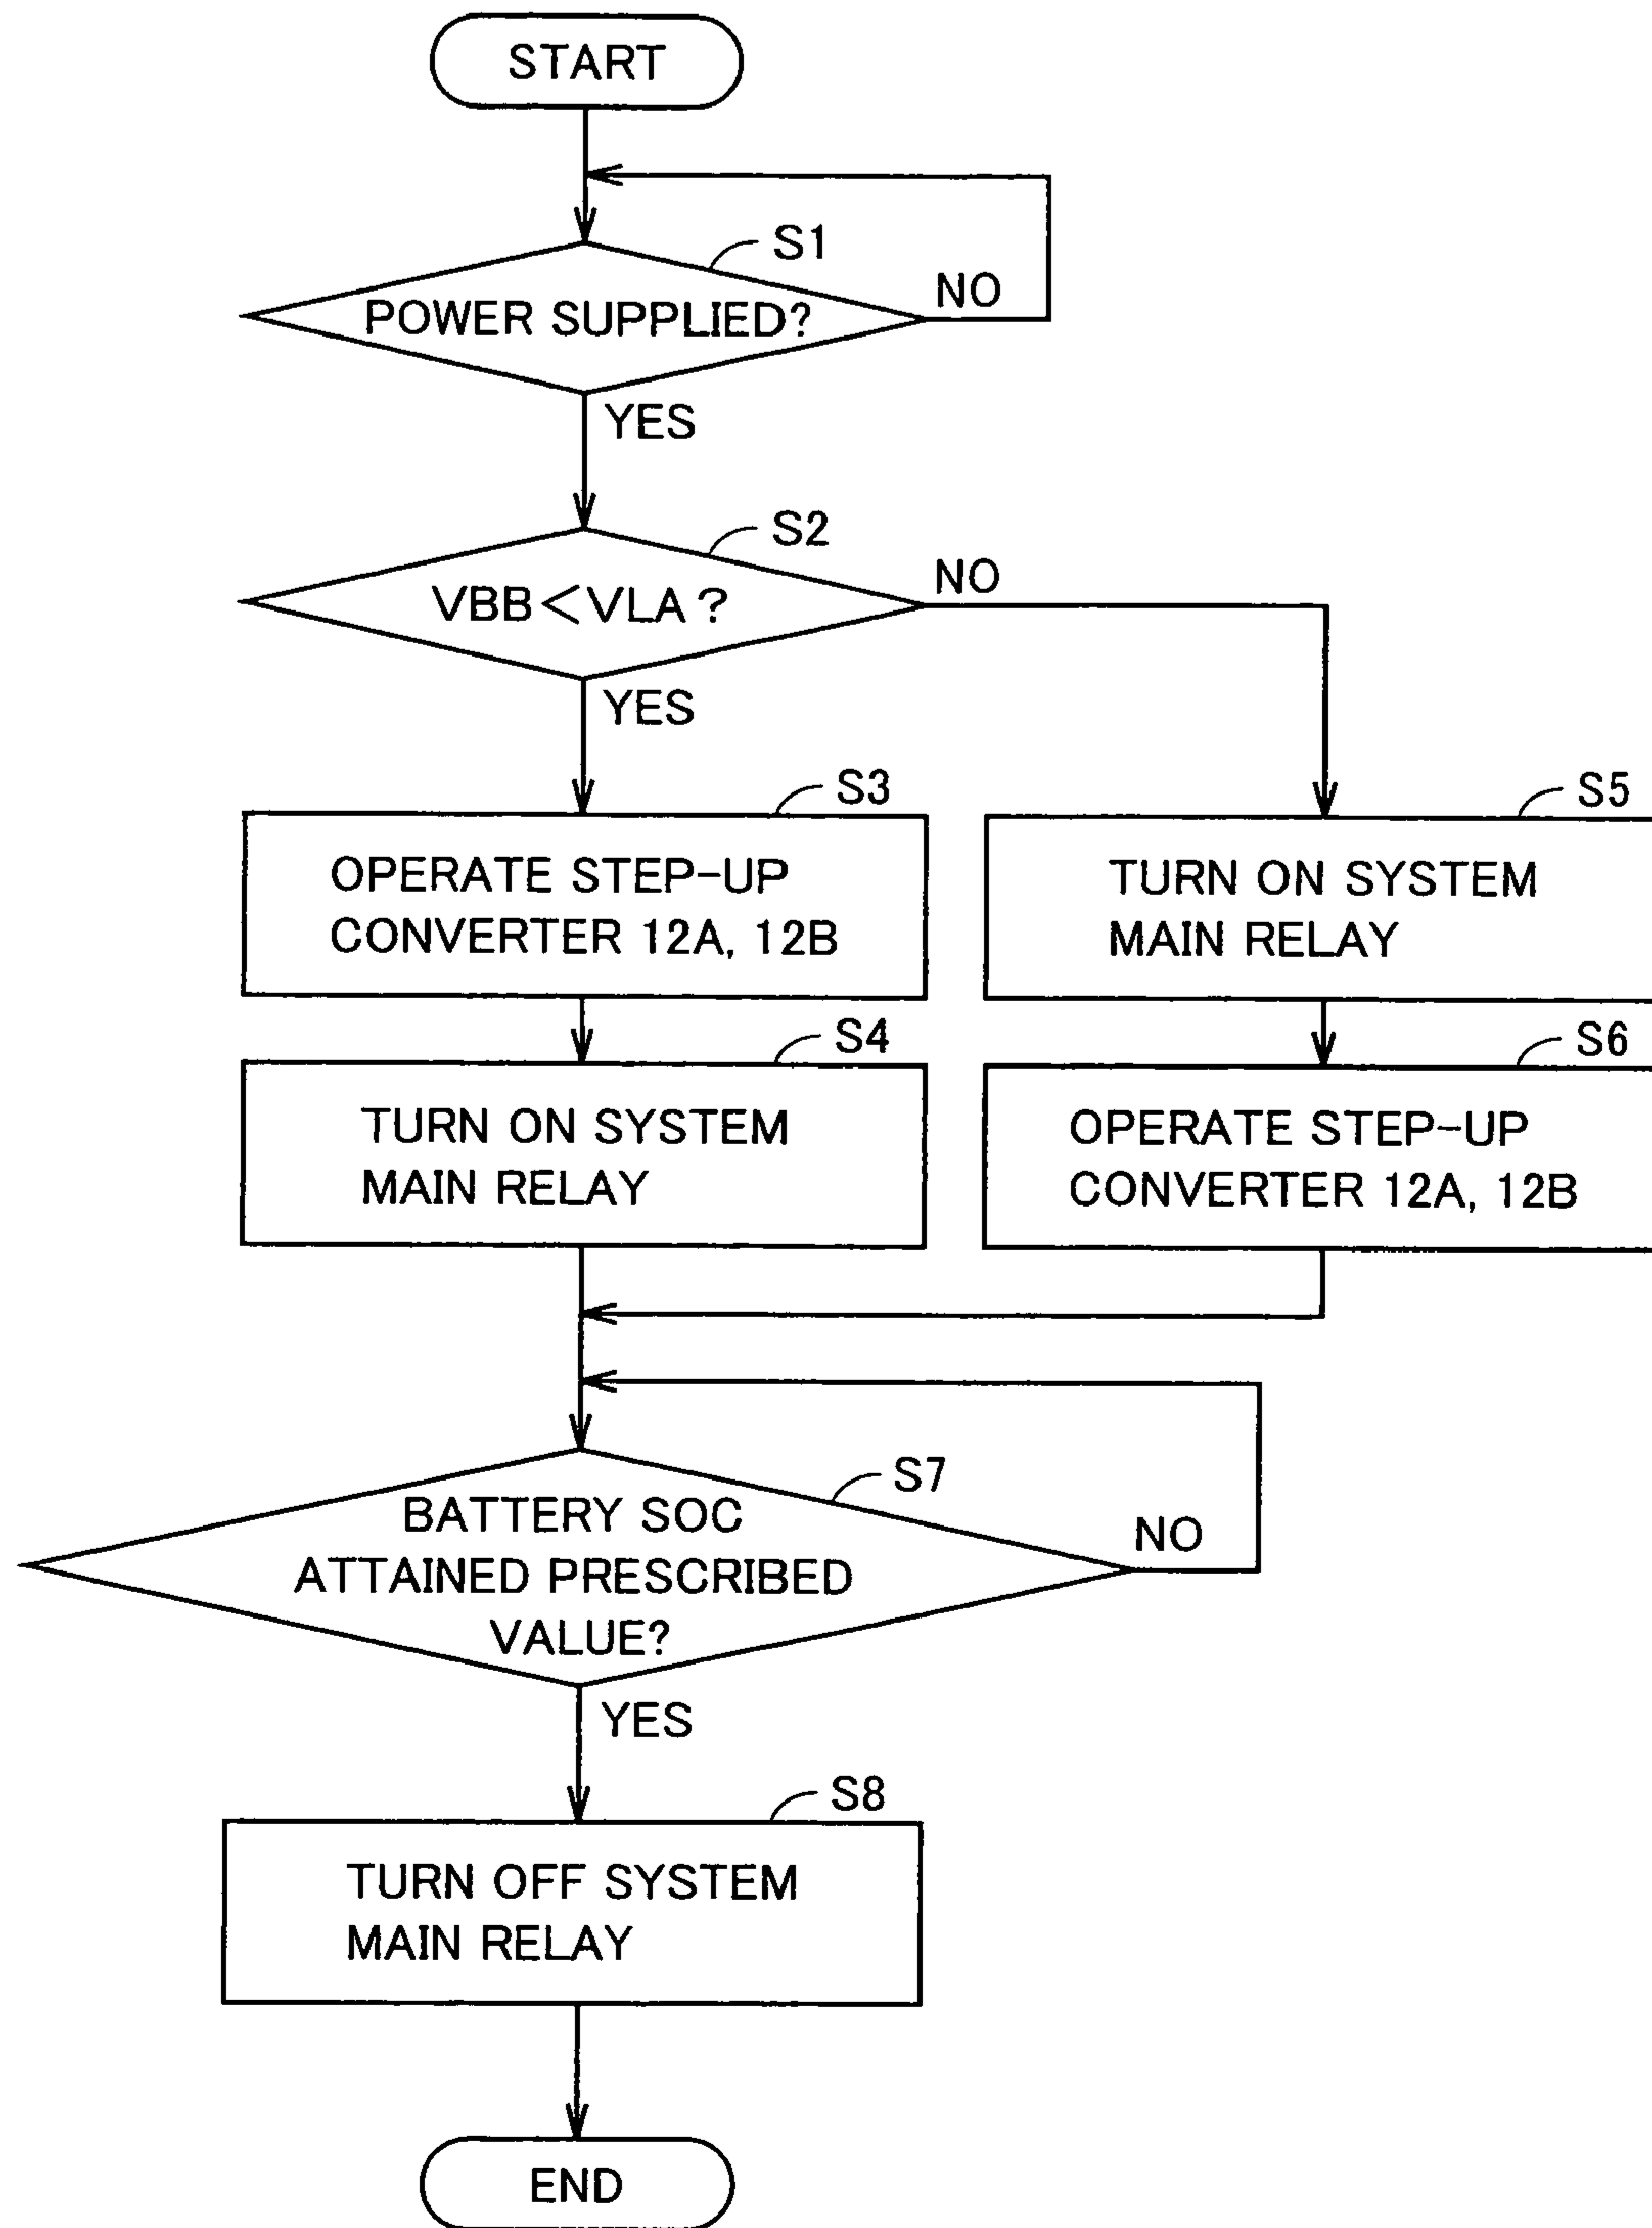 START
S1
POWER SUPPLIED?
NO
YES
S2
VBB<VLA?
NO
YES
S3
OPERATE STEP-UP
CONVERTER 12A, 12B
S5
TURN ON SYSTEM
MAIN RELAY
S4
TURN ON SYSTEM
MAIN RELAY
S6
OPERATE STEP-UP
CONVERTER 12A, 12B
S7
BATTERY SOC
ATTAINED PRESCRIBED
VALUE?
NO
YES
S8
TURN OFF SYSTEM
MAIN RELAY
END